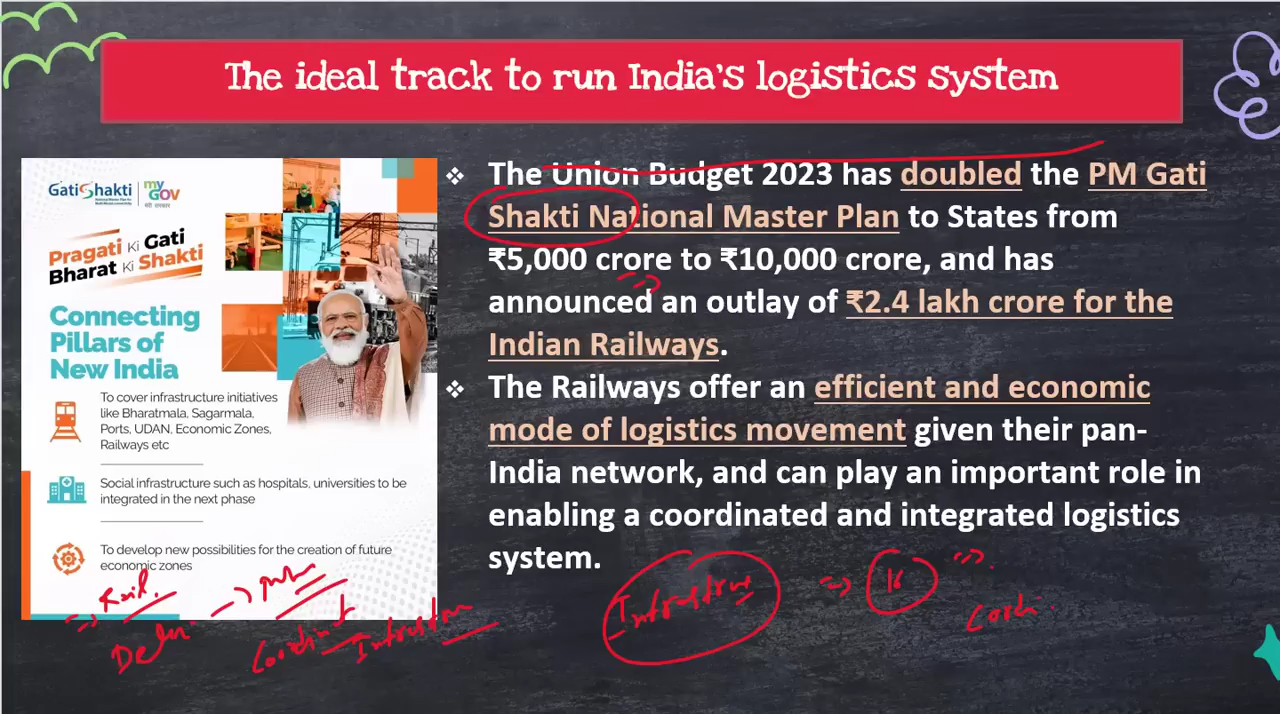 The ideal track to run India's logistics system
GatiShakti
my
GOV
मेरी सरकार
Pragati Ki Gati
Bharat Ki Shakti
Connecting
Pillars of
New India
To cover infrastructure initiatives
like Bharatmala, Sagarmala,
Ports, UDAN, Economic Zones,
Railways etc
Social infrastructure such as hospitals, universities to be
integrated in the next phase
To develop new possibilities for the creation of future
economic zones
❖ The Union Budget 2023 has doubled the PM Gati
Shakti National Master Plan to States from
₹5,000 crore to ₹10,000 crore, and has
announced an outlay of ₹2.4 lakh crore for the
Indian Railways.
❖ The Railways offer an efficient and economic
mode of logistics movement given their pan-
India network, and can play an important role in
enabling a coordinated and integrated logistics
system.
Rail.
16